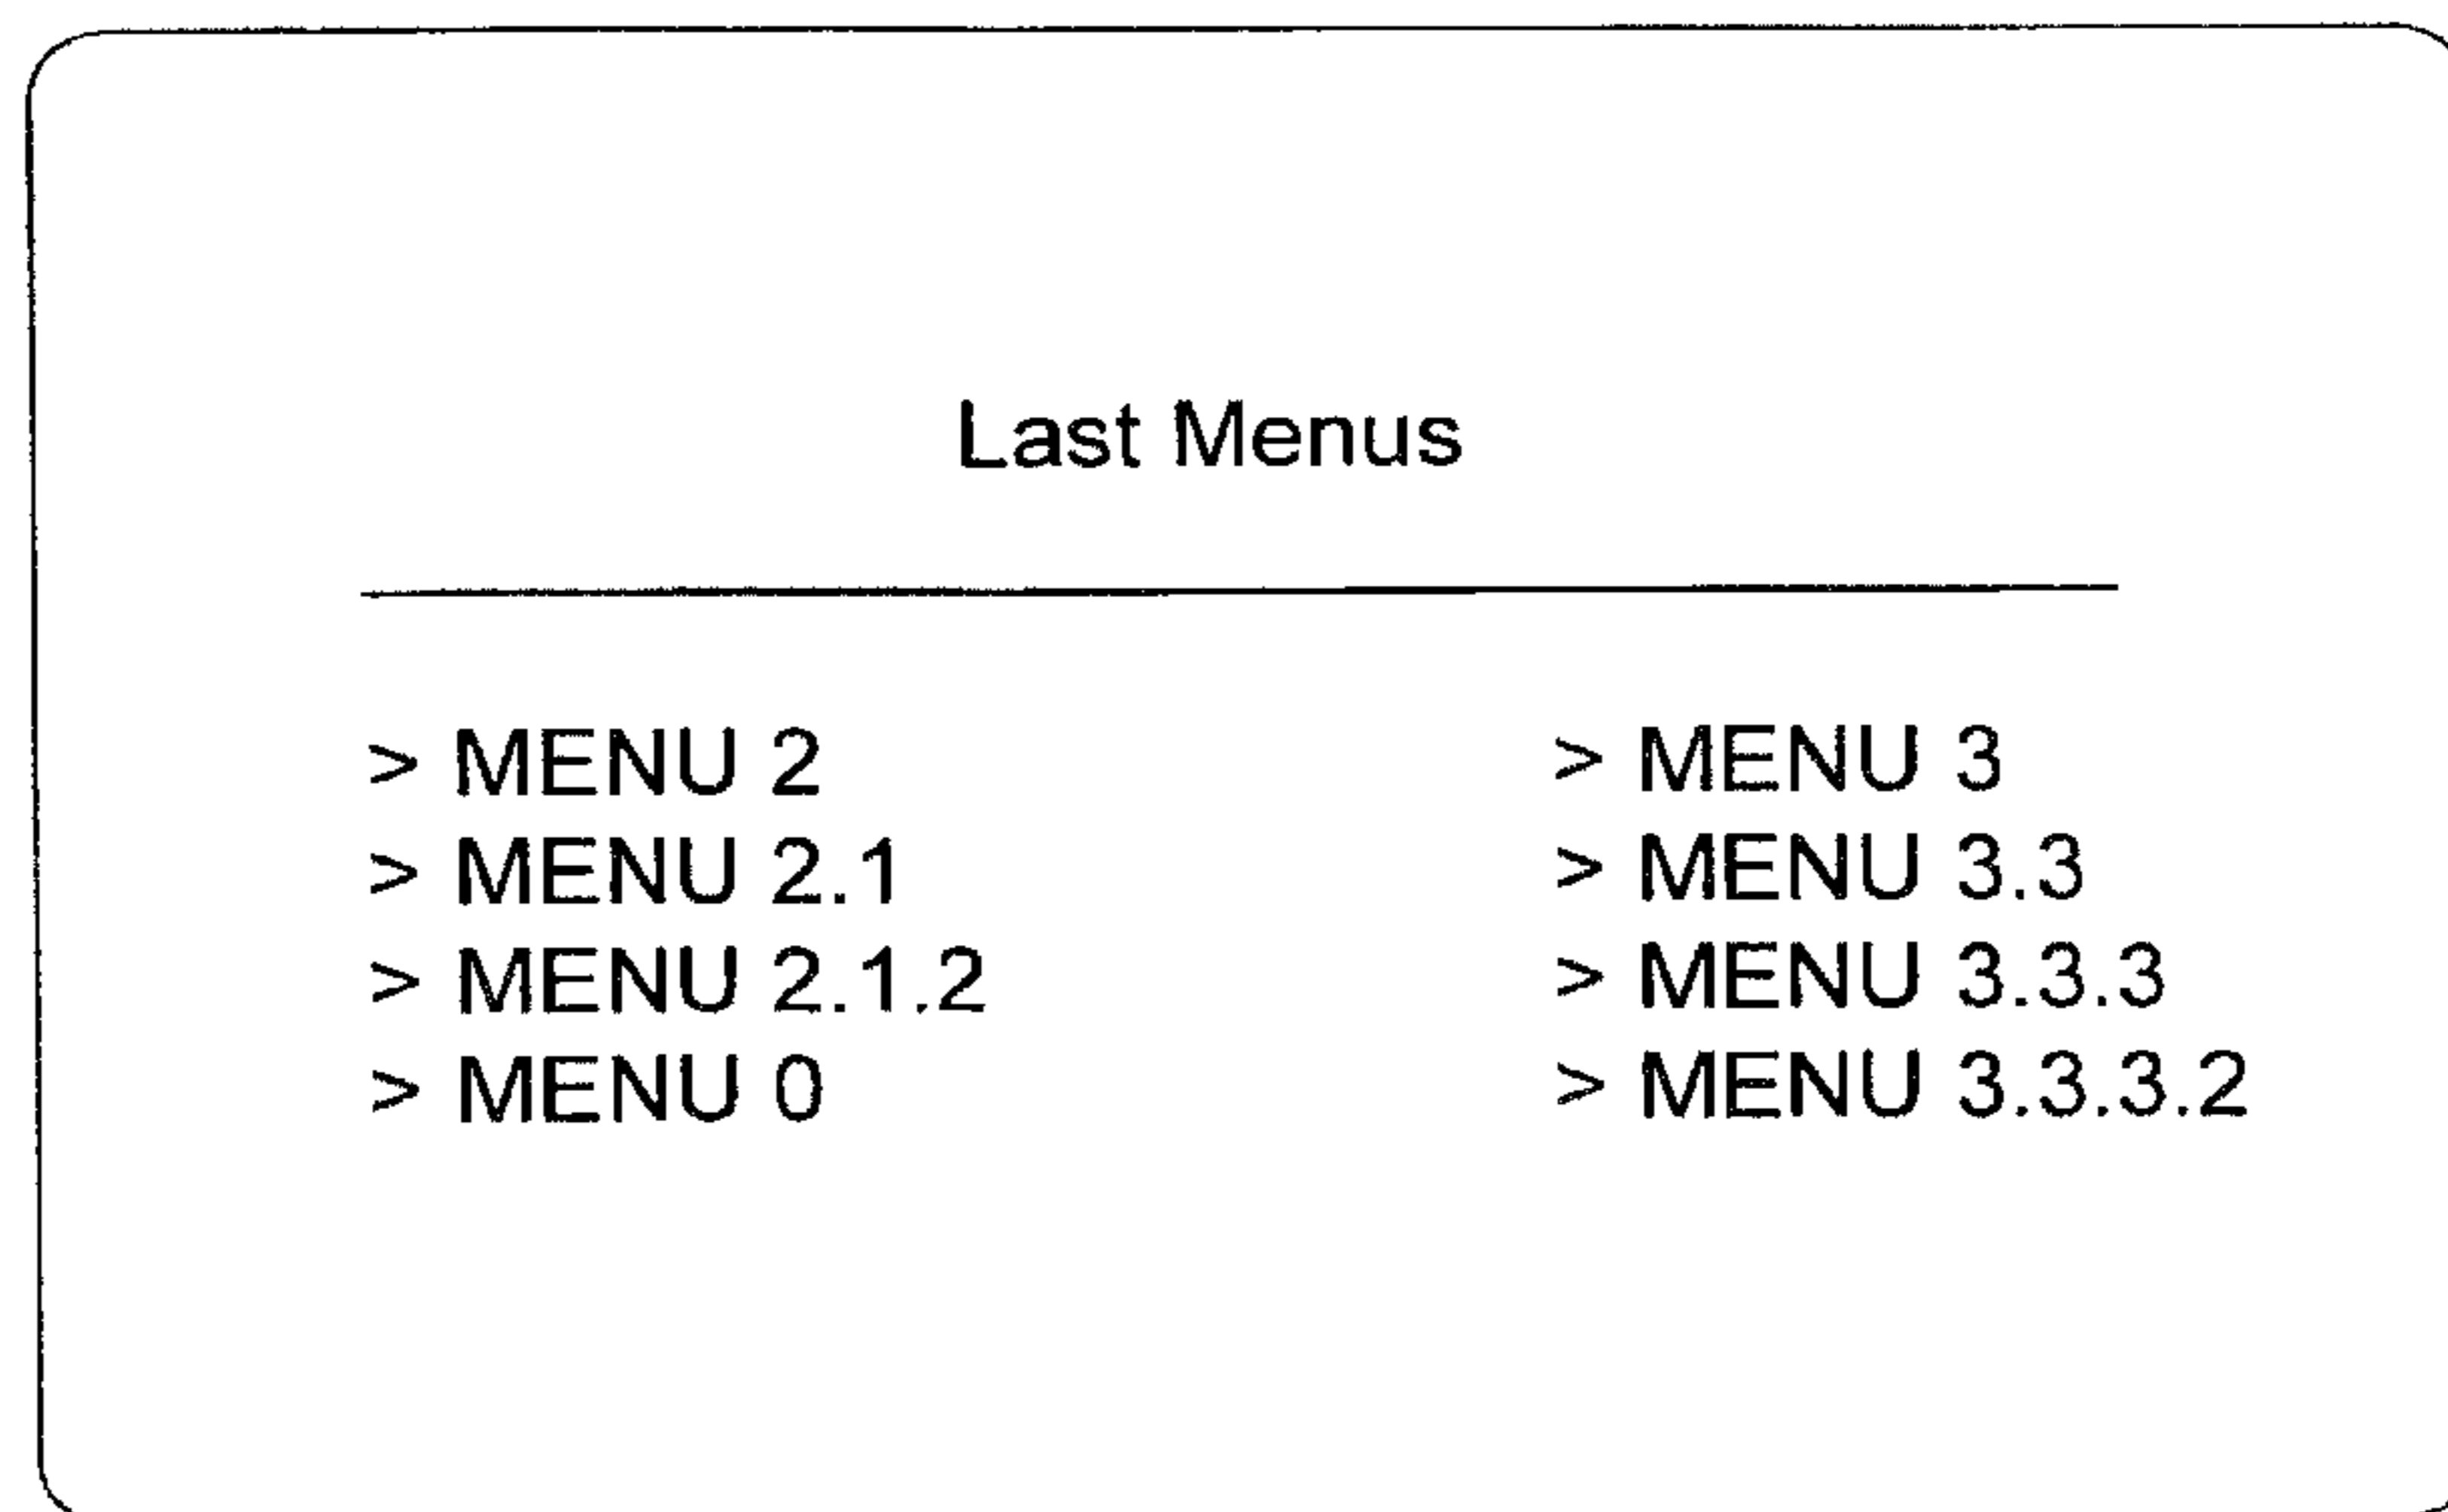 Last Menus
> MENU 2
> MENU 2.1
> MENU 2.1.2
> MENU 0
> MENU 3
> MENU 3.3
> MENU 3.3.3
> MENU 3.3.3.2